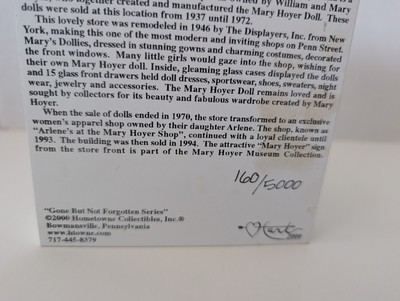 owned by William and Mary
together created and manufactured the Mary Hoyer Doll. These
dolls were sold at this location from 1937 until 1972.
This lovely store was remodeled in 1946 by The Displayers, Inc. from New
York, making this one of the most modern and inviting shops on Penn Street.
Mary's Dollies, dressed in stunning gowns and charming costumes, decorated
the front windows. Many little girls would gaze into the shop, wishing for
their own Mary Hoyer doll. Inside, gleaming glass cases displayed the dolls
and 15 glass front drawers held doll dresses, sportswear, shoes, skates, night
wear, jewelry and accessories. The Mary Hoyer Doll remains loved and is
sought by collectors for its beauty and fabulous wardrobe created by Mary
Hoyer.
When the sale of dolls ended in 1970, the store transformed to an exclusive
women's apparel shop owned by their daughter Arlene. The shop, known as
"Arlene's at the Mary Hoyer Shop", continued with a loyal clientele until
1993. The building was then sold in 1994. The attractive "Mary Hoyer" sign
from the store front is part of the Mary Hoyer Museum Collection.
160/5000
"Gone But Not Forgotten Series"
©2000 Hometowne Collectibles, Inc.®
Bowmansville, Pennsylvania
717-445-8379